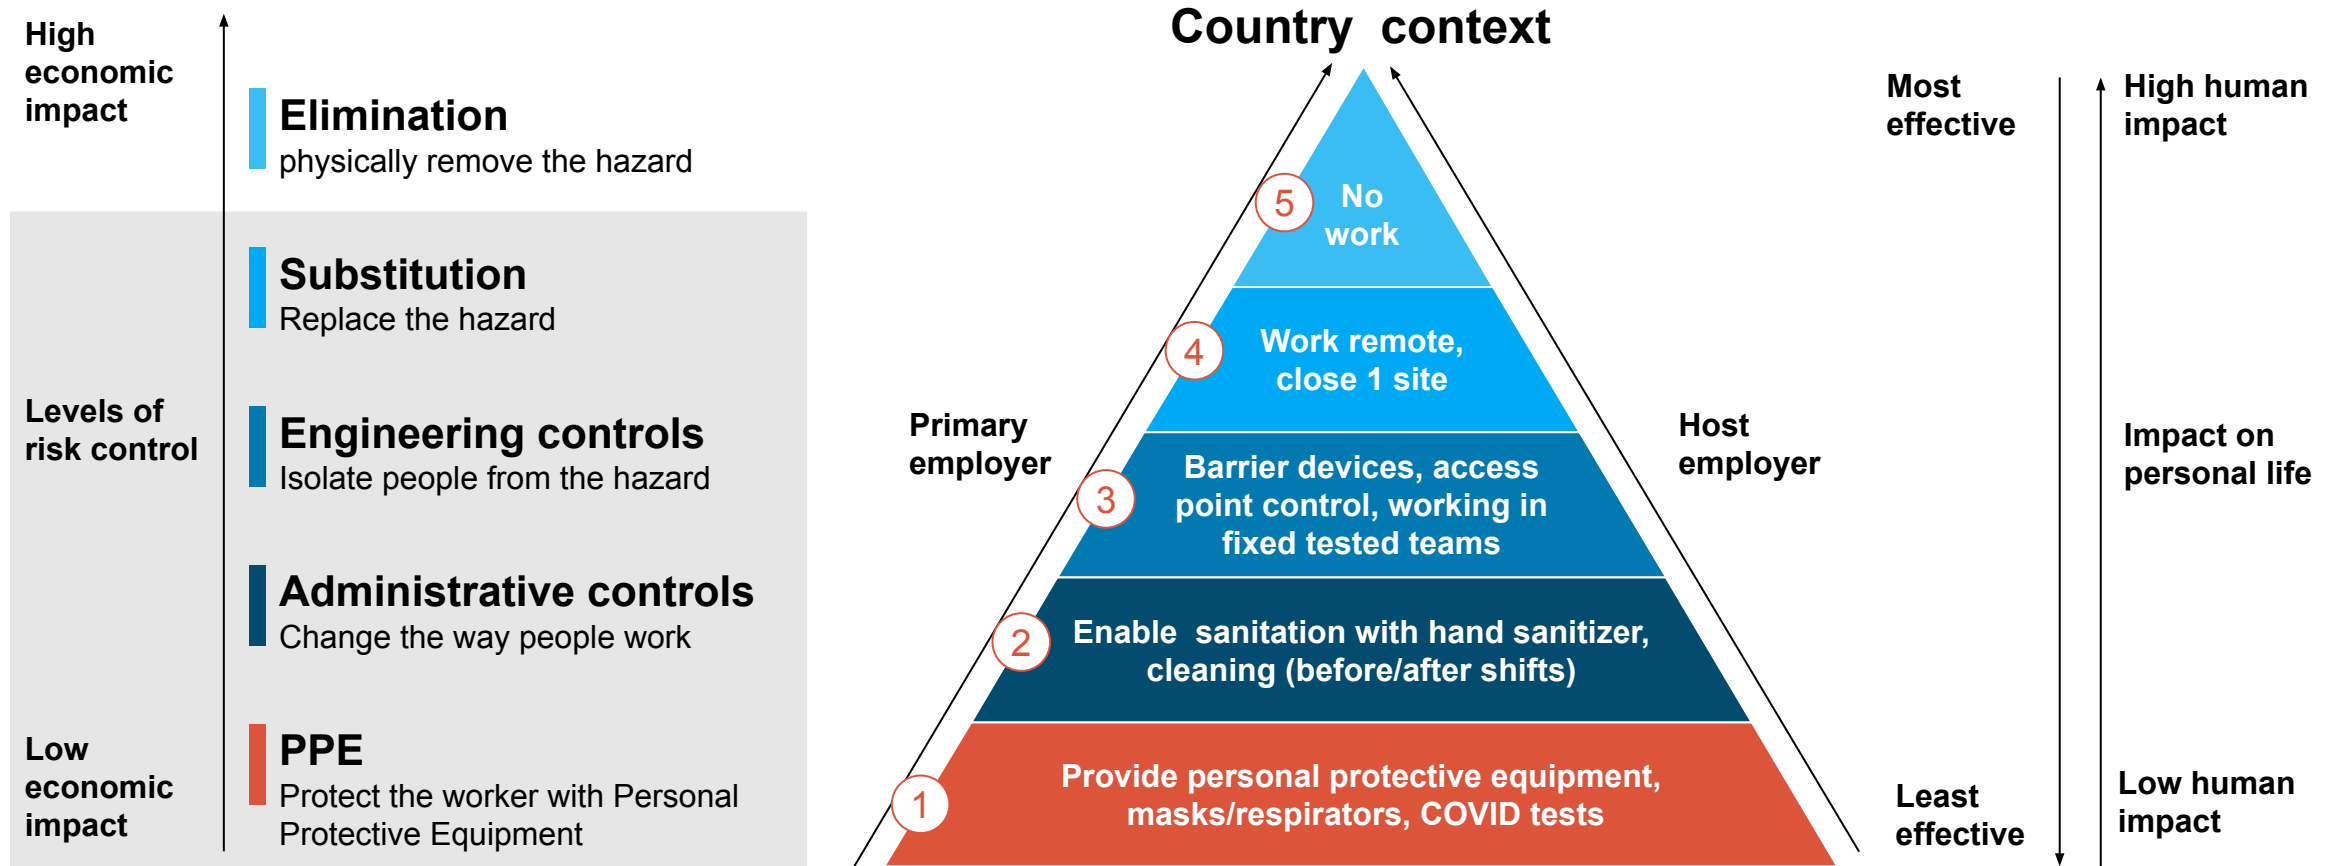 High
economic
impact
Elimination
physically remove the hazard
Substitution
Replace the hazard
Levels of
risk control
Engineering controls
Isolate people from the hazard
Administrative controls
Change the way people work
Low
economic
impact
PPE
Protect the worker with Personal
Protective Equipment
Country context
Primary
employer
5
No
work
4
Work remote,
close 1 site
3
Barrier devices, access
point control, working in
fixed tested teams
2
Enable sanitation with hand sanitizer,
cleaning (before/after shifts)
1
Provide personal protective equipment,
masks/respirators, COVID tests
Host
employer
Most
effective
Least
effective
High human
impact
Impact on
personal life
Low human
impact